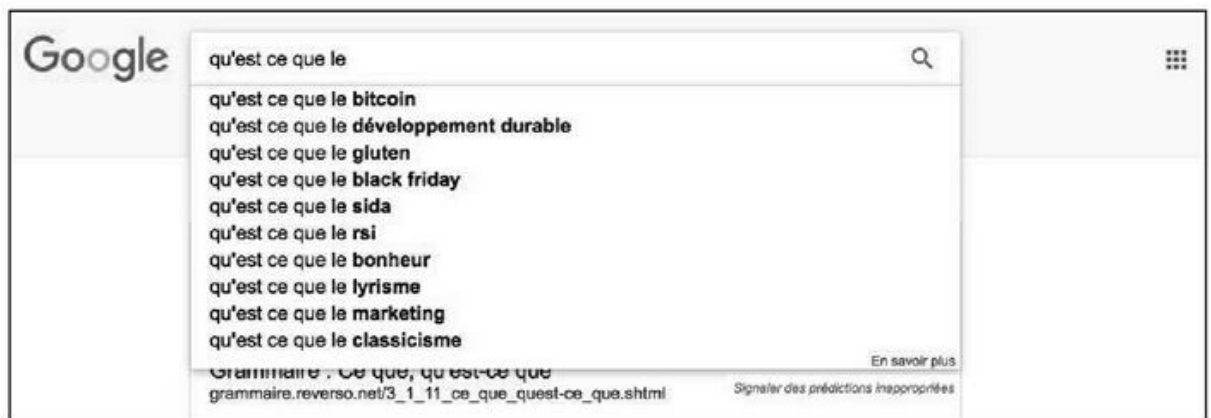 Google
qu'est ce que le
qu'est ce que le bitcoin
qu'est ce que le développement durable
qu'est ce que le gluten
qu'est ce que le black friday
qu'est ce que le sida
qu'est ce que le rsi
qu'est ce que le bonheur
qu'est ce que le lyrisme
qu'est ce que le marketing
qu'est ce que le classicisme
En savoir plus
Grammaire : Ce que, qu'est-ce que
grammaire.reverso.net/3_1_11_ce_que_quest-ce_que.shtml
Signaler des prédictions inappropriées